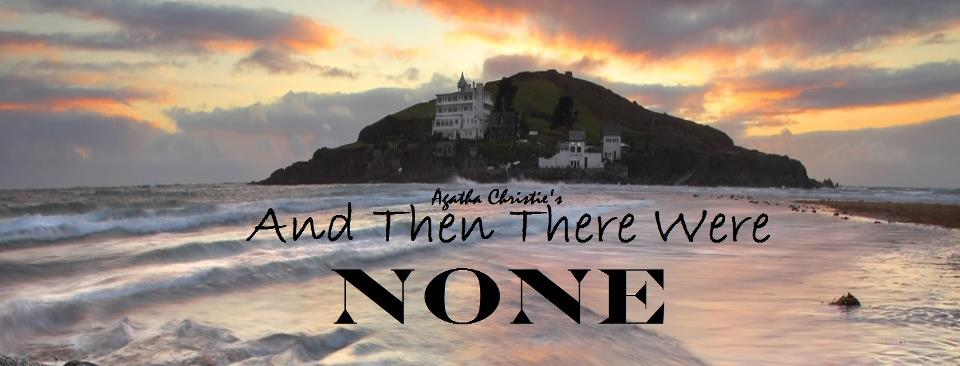 Agatha Christie's
And Then There Were
NONE